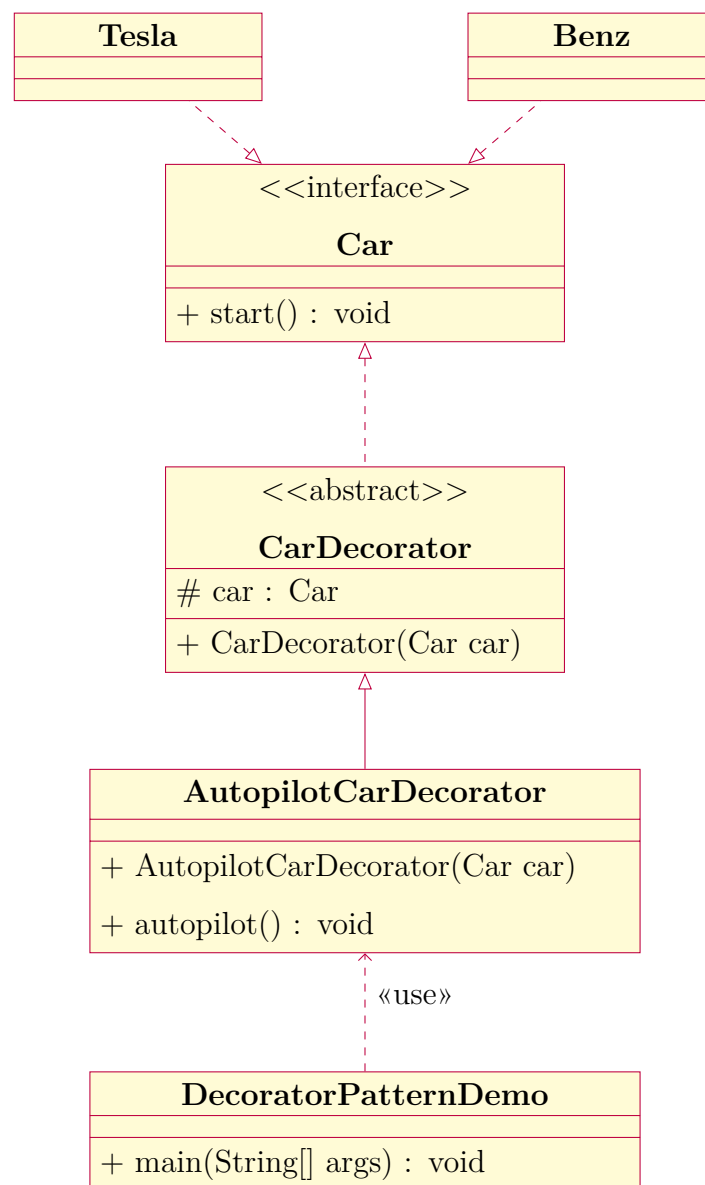 Tesla
Benz
<<interface>>
Car
+ start() : void
<<abstract>>
CarDecorator
# car : Car
+ CarDecorator(Car car)
AutopilotCarDecorator
+ AutopilotCarDecorator(Car car)
+ autopilot() : void
«use»
DecoratorPatternDemo
+ main(String[] args) : void